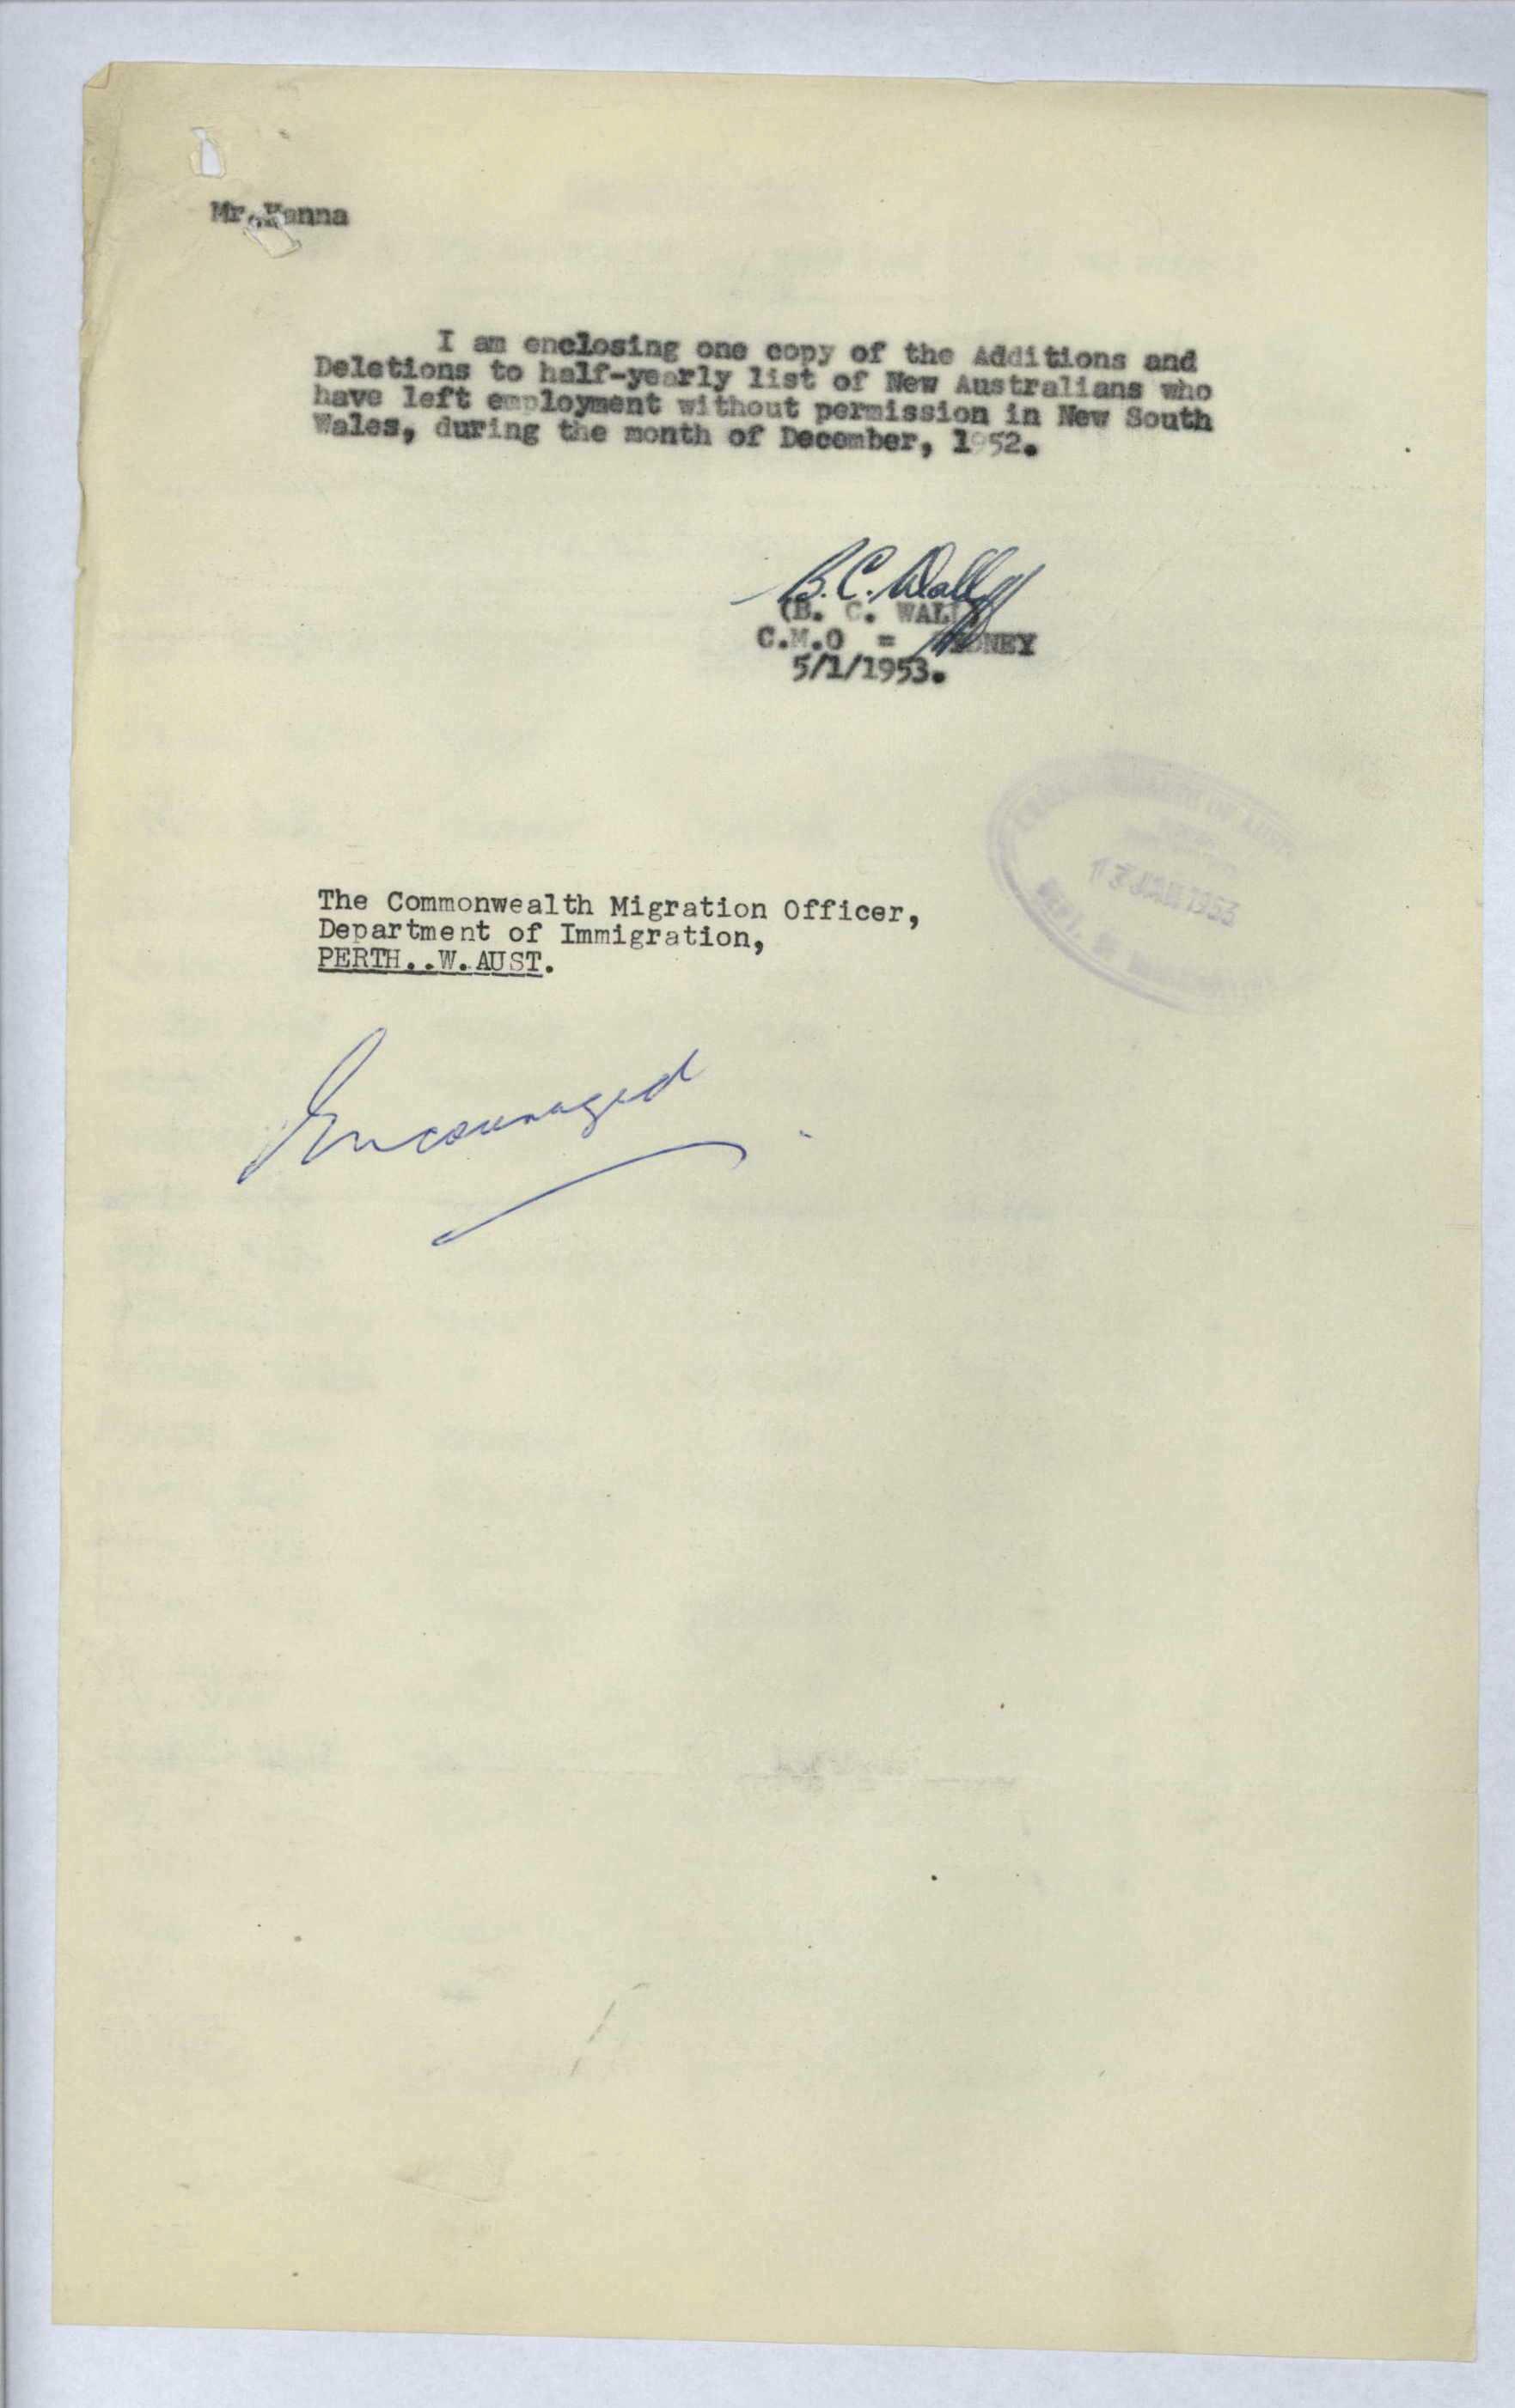 Mr. Hanna
I am enclosing one copy of the Additions and
Deletions to half-yearly list of New Australians who
have left employment without permission in New South
Wales, during the month of December, 1952.
B.C. Wall
(B. C. WALL)
C.M.O = SYDNEY
5/1/1953.
13 JAN 1953
The Commonwealth Migration Officer,
Department of Immigration,
PERTH..W.AUST.
Encouraged